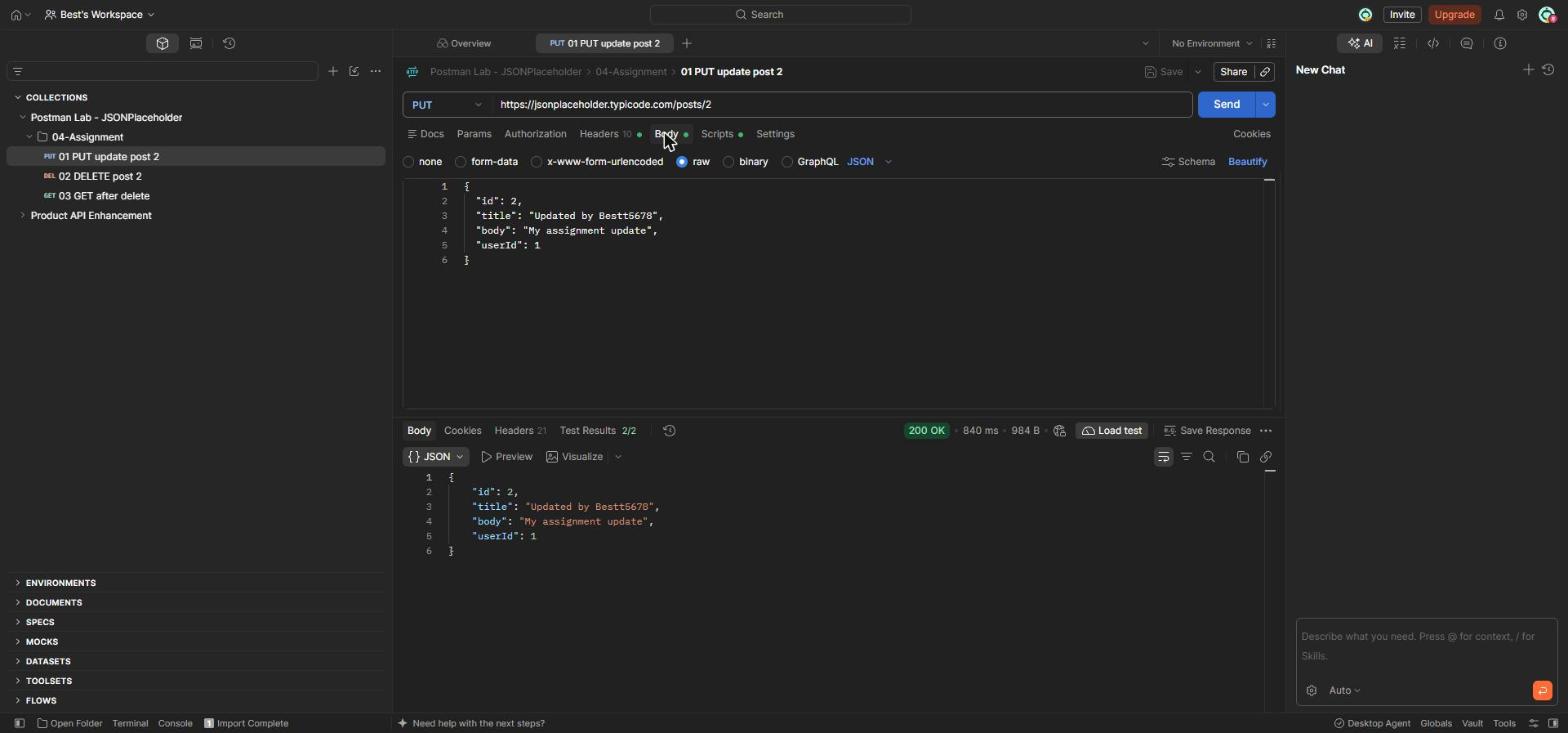 Best's Workspace
Search
Invite
Upgrade
Overview
PUT 01 PUT update post 2
No Environment
AI
COLLECTIONS
Postman Lab - JSONPlaceholder
04-Assignment
PUT 01 PUT update post 2
DEL 02 DELETE post 2
GET 03 GET after delete
Product API Enhancement
ENVIRONMENTS
DOCUMENTS
SPECS
MOCKS
DATASETS
TOOLSETS
FLOWS
HTTP Postman Lab - JSONPlaceholder > 04-Assignment > 01 PUT update post 2
Save
Share
PUT
https://jsonplaceholder.typicode.com/posts/2
Send
Docs Params Authorization Headers 10 Body Scripts Settings
Cookies
none form-data x-www-form-urlencoded raw binary GraphQL JSON
Schema Beautify
1 {
2 "id": 2,
3 "title": "Updated by Bestt5678",
4 "body": "My assignment update",
5 "userId": 1
6 }
Body Cookies Headers 21 Test Results 2/2
200 OK • 840 ms • 984 B
Load test
Save Response
{} JSON Preview Visualize
1 {
2 "id": 2,
3 "title": "Updated by Bestt5678",
4 "body": "My assignment update",
5 "userId": 1
6 }
New Chat
Describe what you need. Press @ for context, / for
Skills.
Auto
Open Folder Terminal Console 1 Import Complete
Need help with the next steps?
Desktop Agent Globals Vault Tools